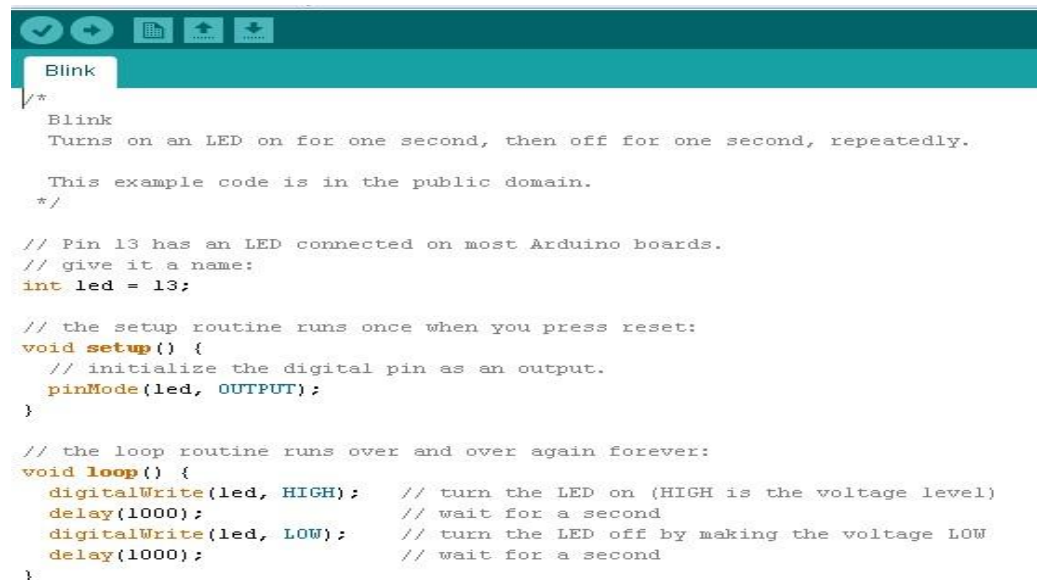 Blink
/*
  Blink
  Turns on an LED on for one second, then off for one second, repeatedly.

  This example code is in the public domain.
 */

// Pin 13 has an LED connected on most Arduino boards.
// give it a name:
int led = 13;

// the setup routine runs once when you press reset:
void setup() {
  // initialize the digital pin as an output.
  pinMode(led, OUTPUT);
}

// the loop routine runs over and over again forever:
void loop() {
  digitalWrite(led, HIGH);   // turn the LED on (HIGH is the voltage level)
  delay(1000);               // wait for a second
  digitalWrite(led, LOW);    // turn the LED off by making the voltage LOW
  delay(1000);               // wait for a second
}